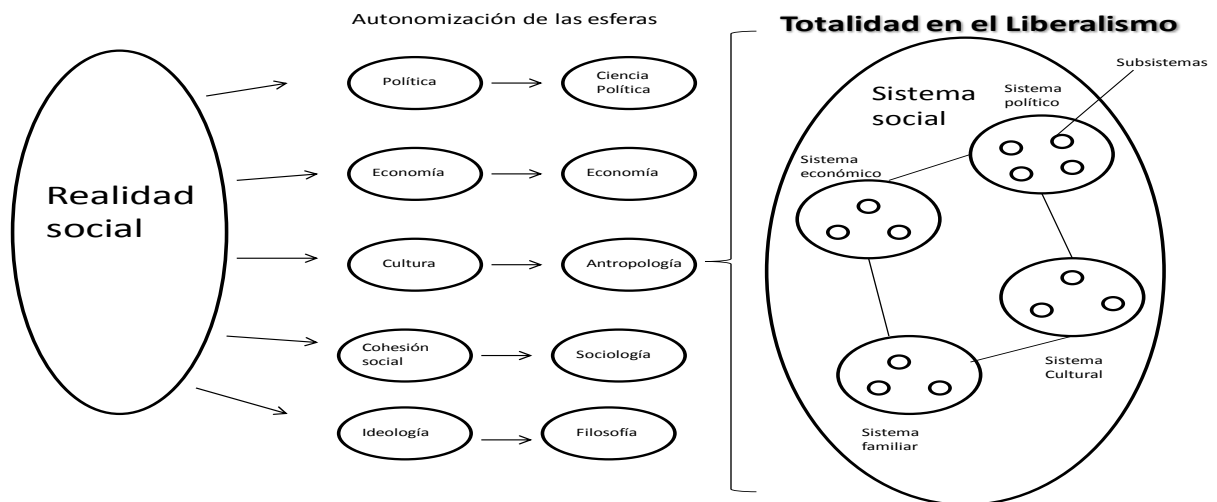 Autonomización de las esferas
Realidad
social
Política
Ciencia
Política
Economía
Economía
Cultura
Antropología
Cohesión
social
Sociología
Ideología
Filosofía
Totalidad en el Liberalismo
Subsistemas
Sistema
social
Sistema
político
Sistema
económico
Sistema
Cultural
Sistema
familiar